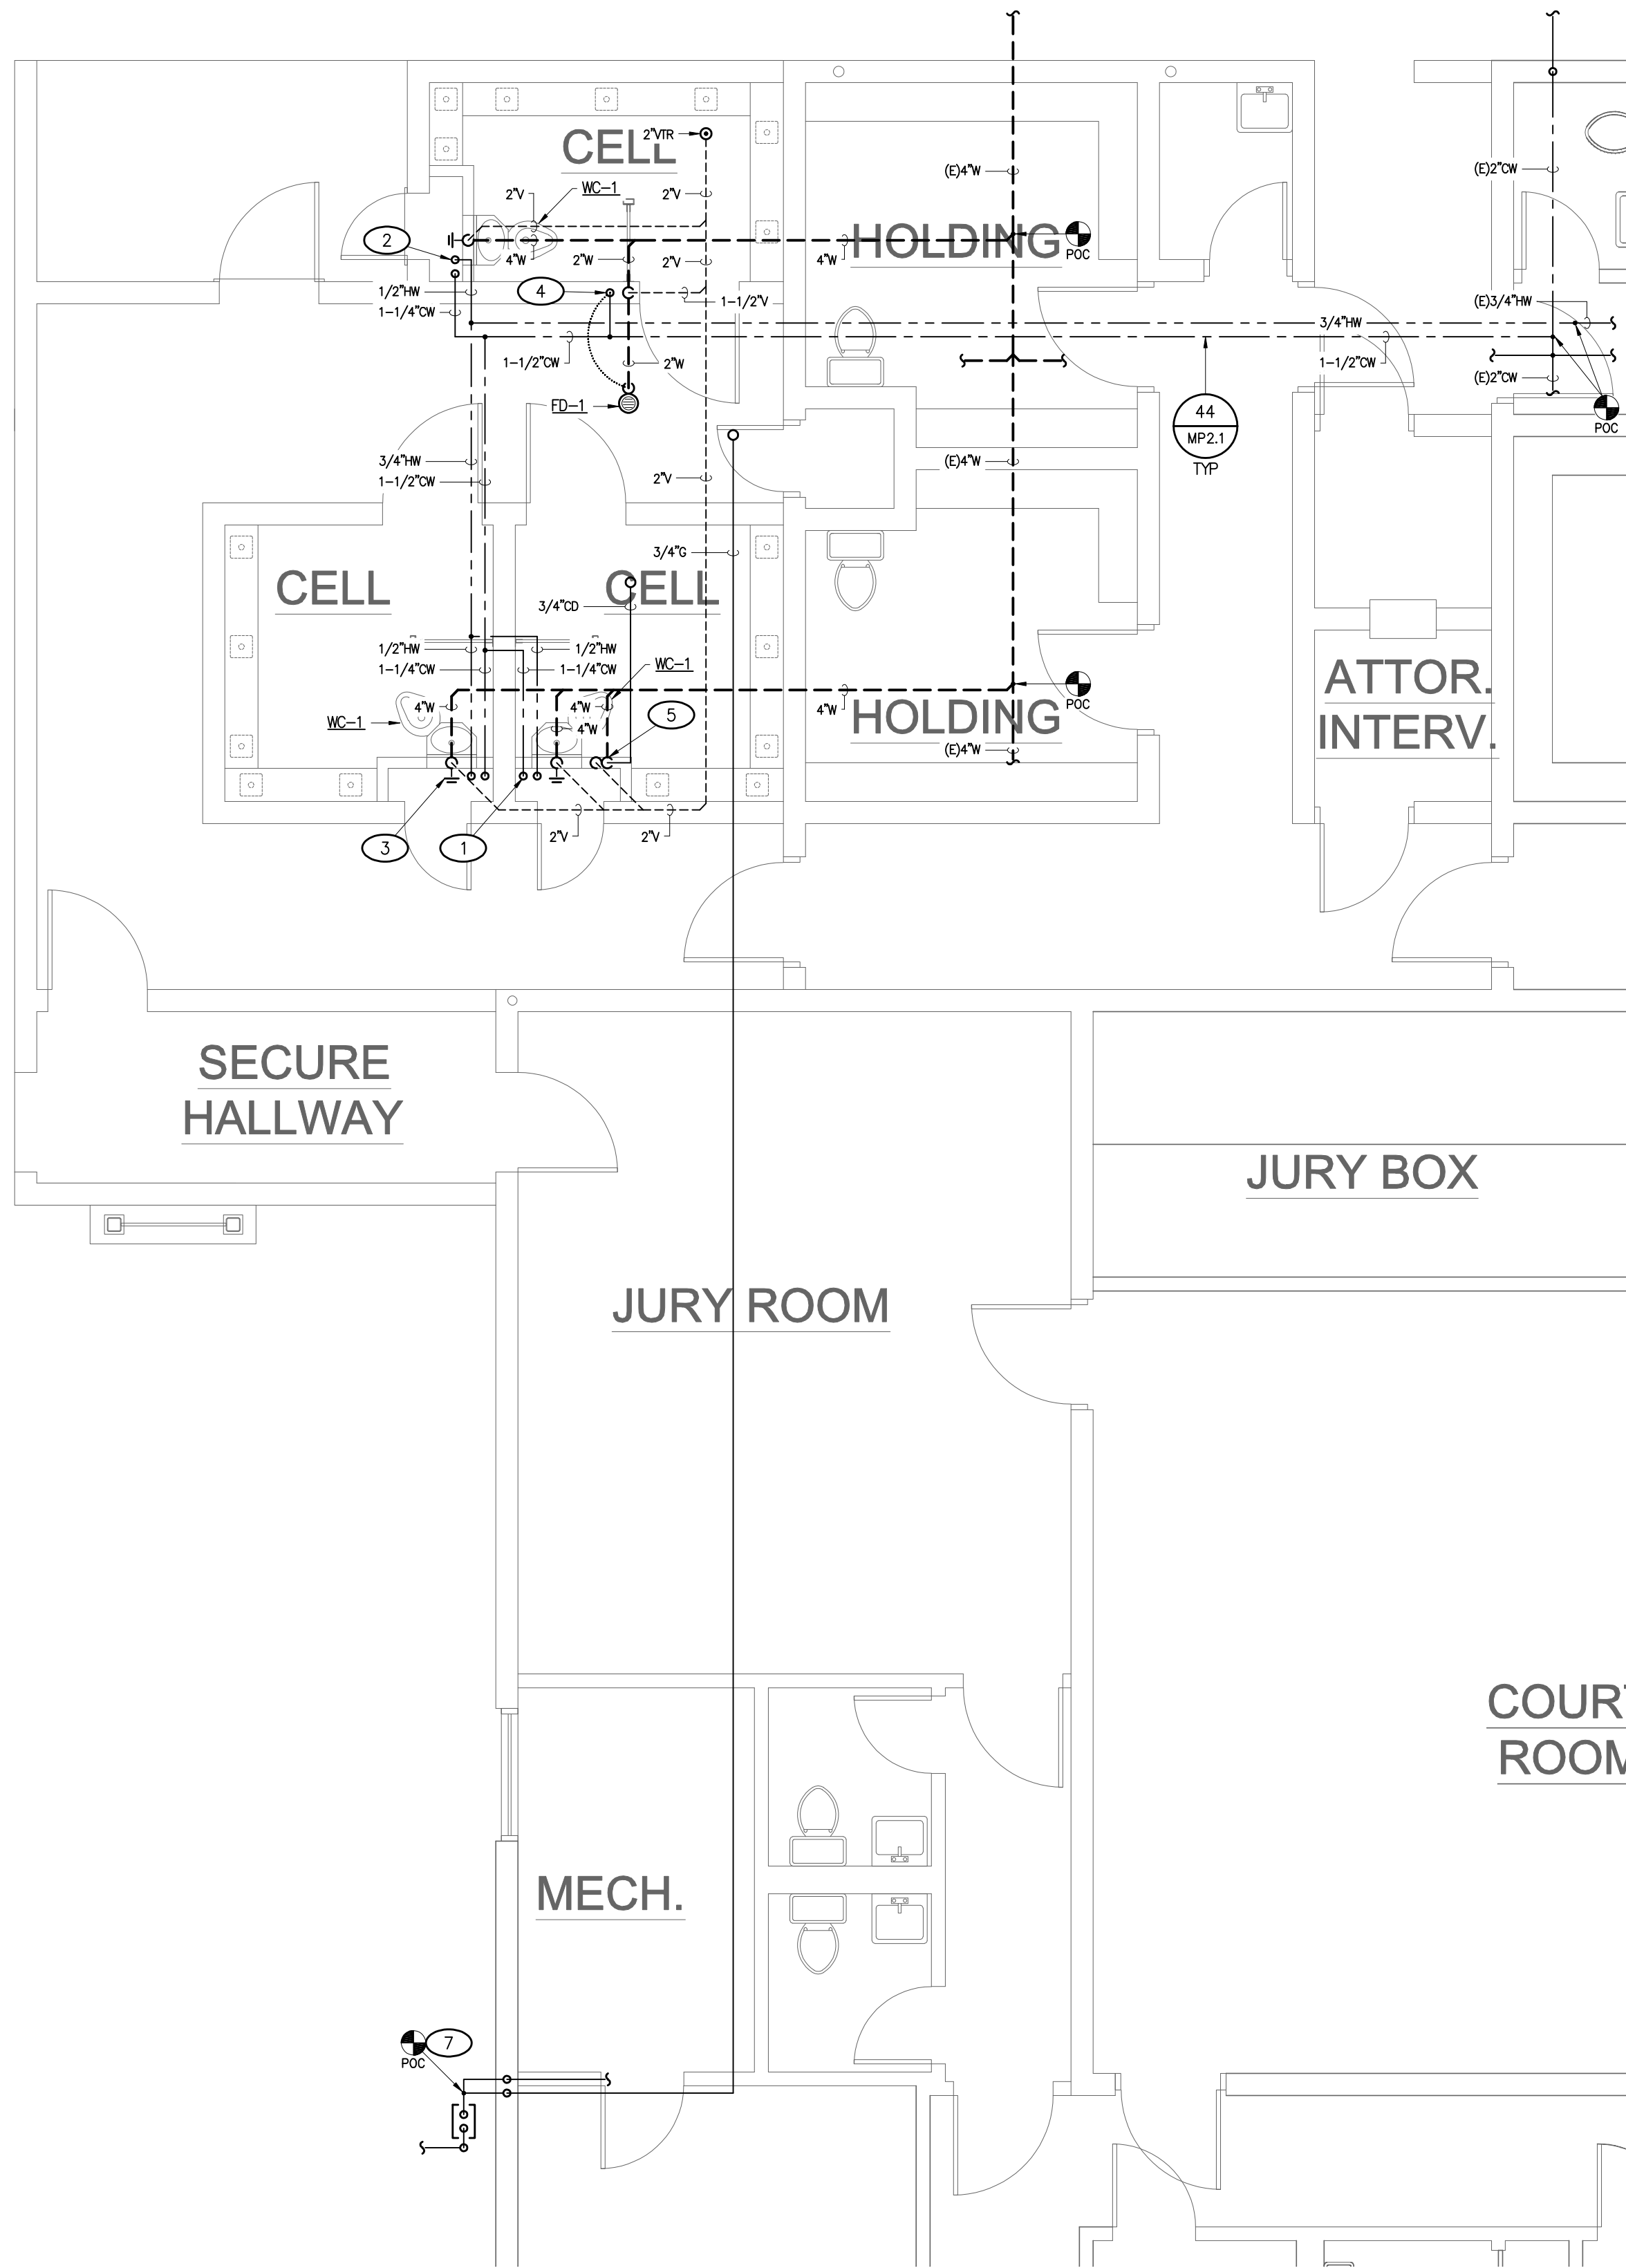 2"VTR
CELL
(E)4"W
(E)2"CW
2"V
WC-1
2"V
2
HOLDING
POC
4"W
2"W
2"V
4"W
1/2"HW
4
1-1/2"V
(E)3/4"HW
1-1/4"CW
3/4"HW
1-1/2"CW
2"W
1-1/2"CW
(E)2"CW
FD-1
44
MP2.1
TYP
POC
3/4"HW
1-1/2"CW
2"V
(E)4"W
3/4"G
CELL
CELL
3/4"CD
1/2"HW
1/2"HW
1-1/4"CW
1-1/4"CW
WC-1
ATTOR.
INTERV.
4"W
4"W
WC-1
4"W
5
4"W
HOLDING
POC
(E)4"W
3
1
2"V
2"V
SECURE
HALLWAY
JURY BOX
JURY ROOM
COURT
ROOM
MECH.
7
POC